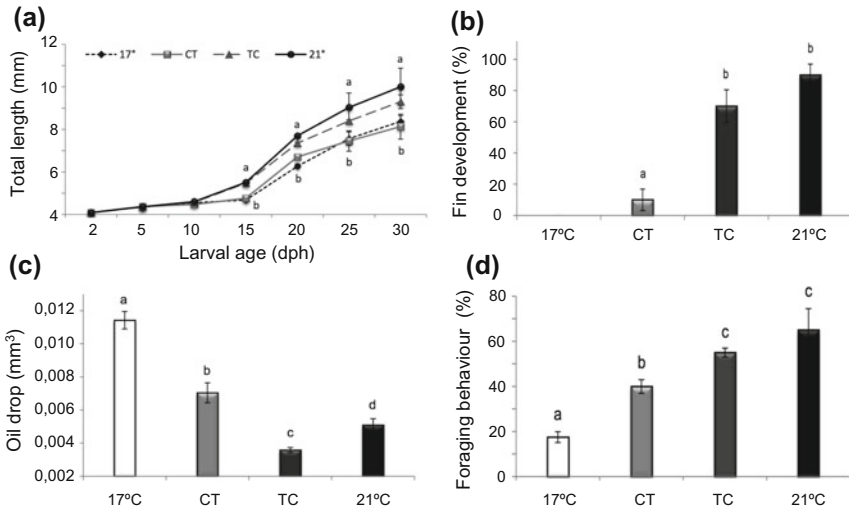 (a)
Total length (mm)
12
10
8
6
4
17° CT TC 21°
a a a a
b b b b
2 5 10 15 20 25 30
Larval age (dph)
(b)
Fin development (%)
100
80
60
40
20
0
a b b
17ºC CT TC 21ºC
(c)
Oil drop (mm³)
0,012
0,010
0,008
0,006
0,004
0,002
a b c d
17ºC CT TC 21ºC
(d)
Foraging behaviour (%)
80
60
40
20
0
a b c c
17ºC CT TC 21ºC